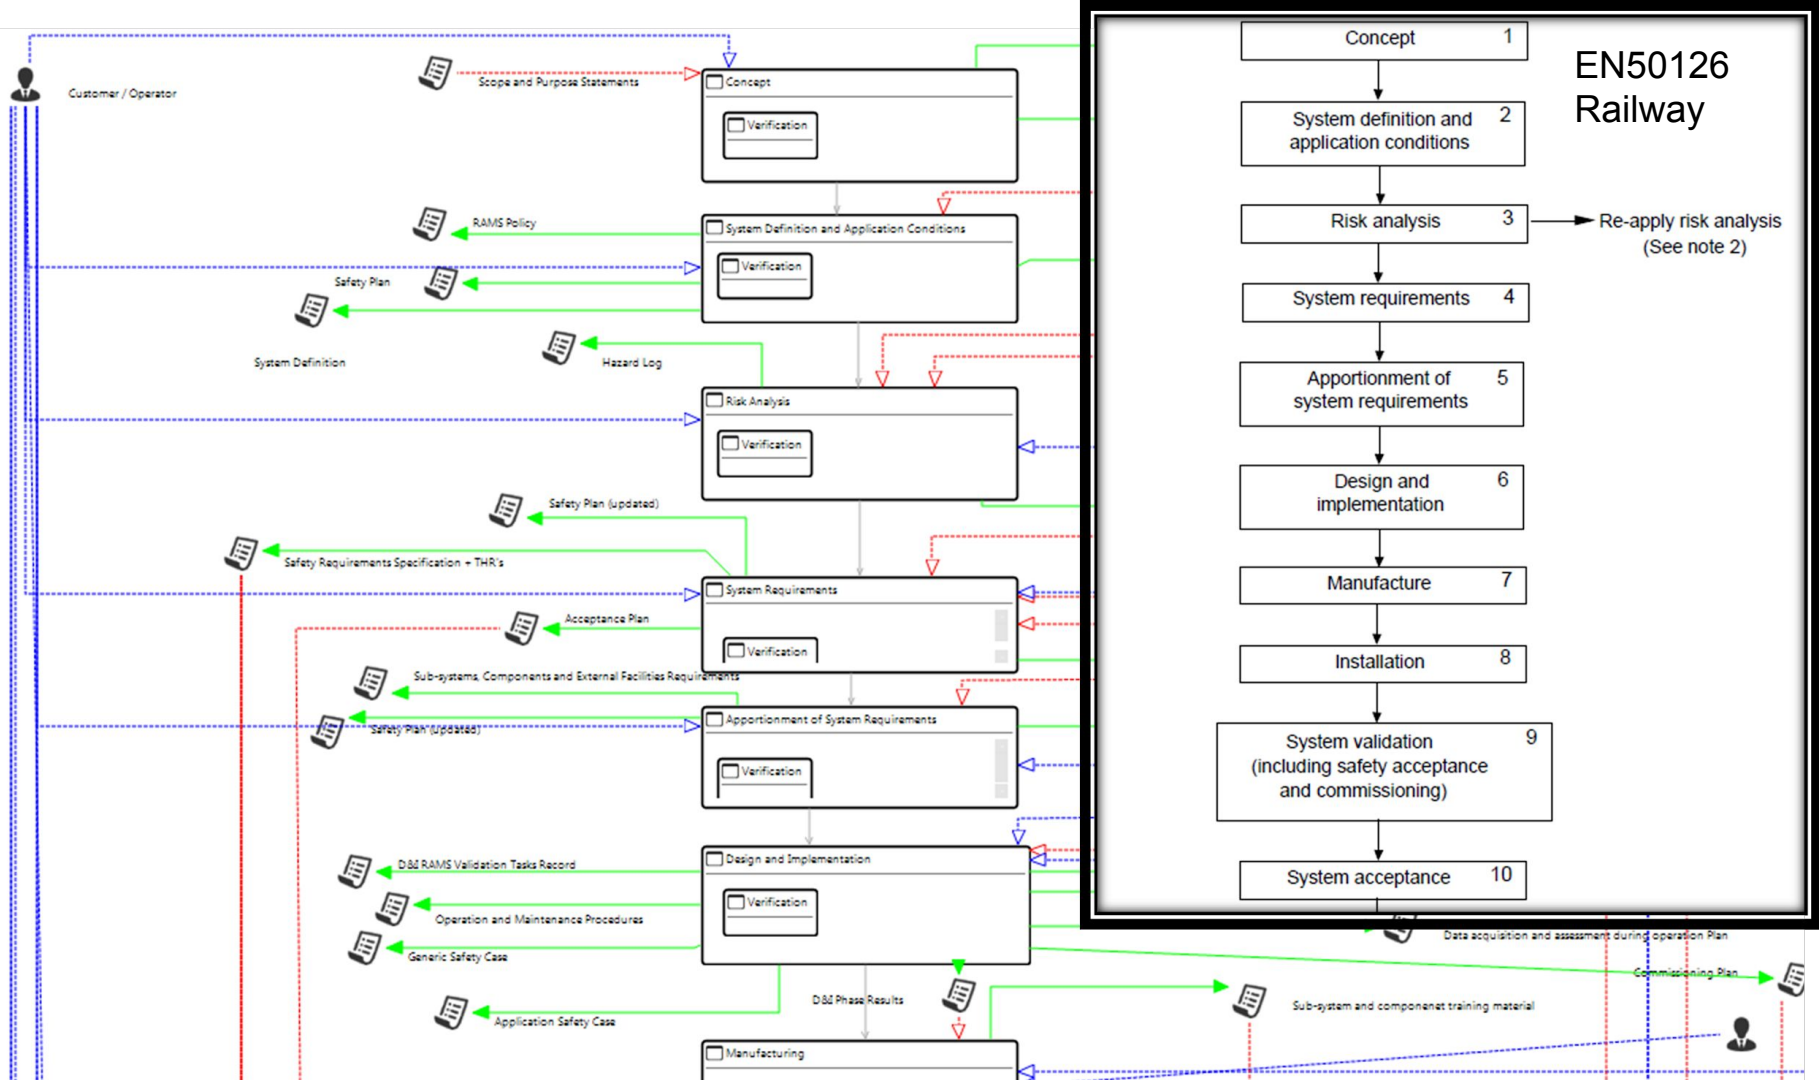 Customer / Operator
Scope and Purpose Statements
Concept
Verification
RAMS Policy
System Definition and Application Conditions
Verification
Safety Plan
System Definition
Hazard Log
Risk Analysis
Verification
Safety Plan (updated)
Safety Requirements Specification + THR's
System Requirements
Acceptance Plan
Verification
Sub-systems, Components and External Facilities Requirements
Apportionment of System Requirements
Safety Plan (updated)
Verification
Design and Implementation
D&I RAMS Validation Tasks Record
Verification
Operation and Maintenance Procedures
Generic Safety Case
D&I Phase Results
Application Safety Case
Manufacturing
Data acquisition and assessment during operation Plan
Commissioning Plan
Sub-system and componenet training material
EN50126
Railway
Concept 1
System definition and 2
application conditions
Risk analysis 3
Re-apply risk analysis
(See note 2)
System requirements 4
Apportionment of 5
system requirements
Design and 6
implementation
Manufacture 7
Installation 8
System validation 9
(including safety acceptance
and commissioning)
System acceptance 10